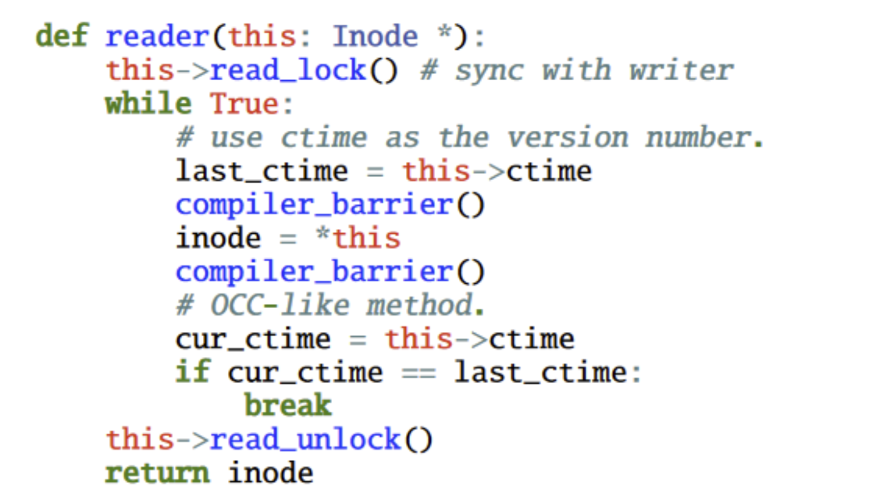 def reader(this: Inode *):
    this->read_lock() # sync with writer
    while True:
        # use ctime as the version number.
        last_ctime = this->ctime
        compiler_barrier()
        inode = *this
        compiler_barrier()
        # OCC-like method.
        cur_ctime = this->ctime
        if cur_ctime == last_ctime:
            break
    this->read_unlock()
    return inode